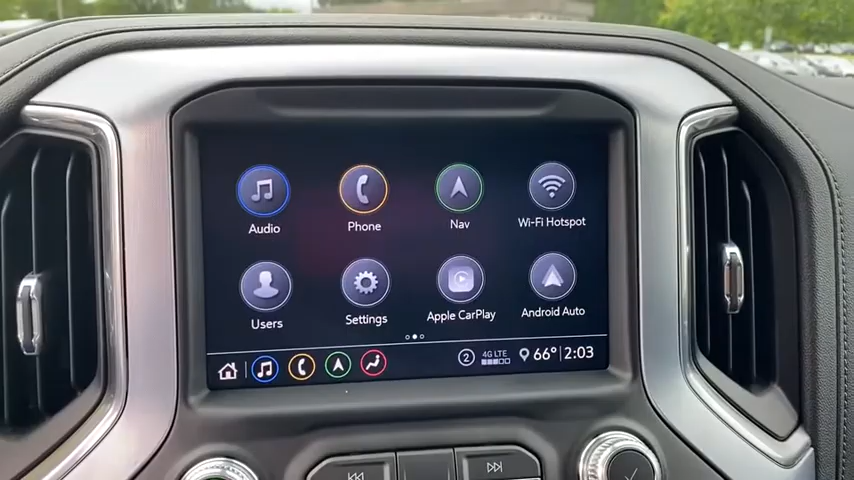 Audio
Phone
Nav
Wi-Fi Hotspot
Users
Settings
Apple CarPlay
Android Auto
2
4G LTE
66°
2:03